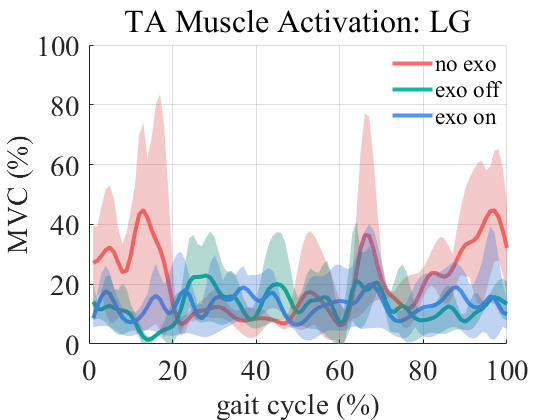 TA Muscle Activation: LG
100
80
60
40
20
0
MVC (%)
no exo
exo off
exo on
0 20 40 60 80 100
gait cycle (%)